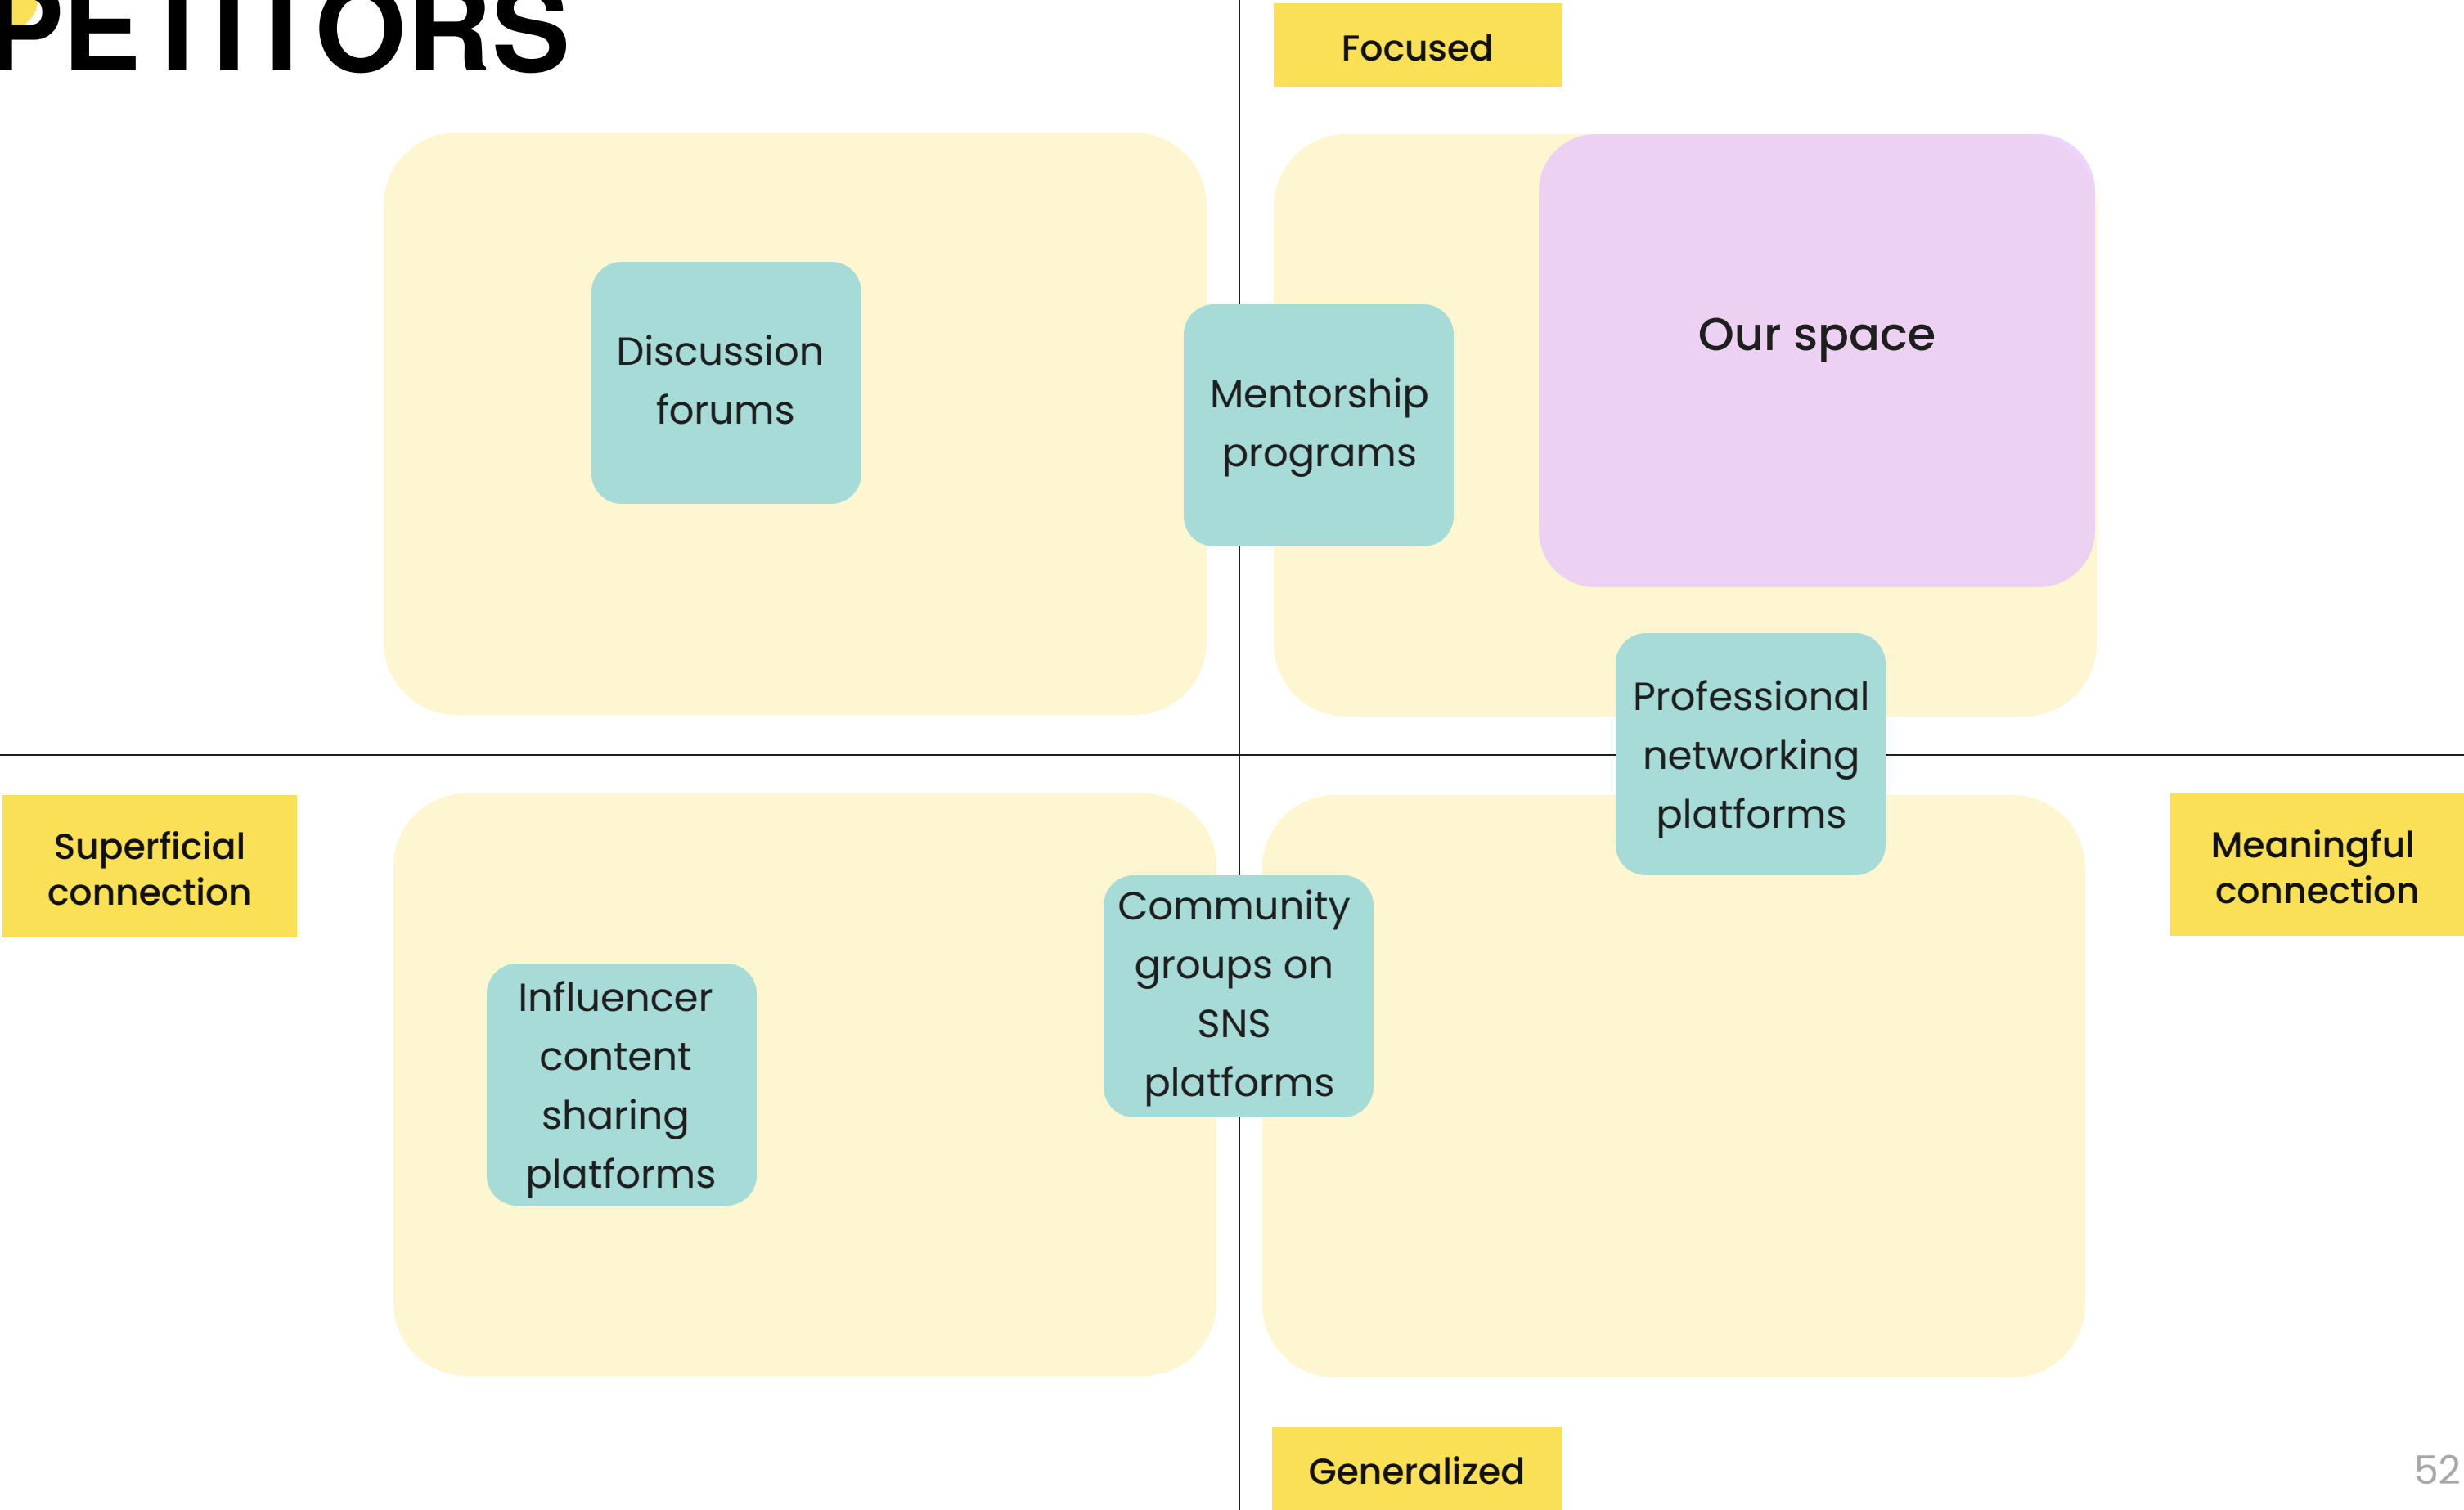 PETITORS
Focused
Discussion
forums
Mentorship
programs
Our space
Professional
networking
platforms
Superficial
connection
Meaningful
connection
Community
groups on
SNS
platforms
Influencer
content
sharing
platforms
Generalized
52